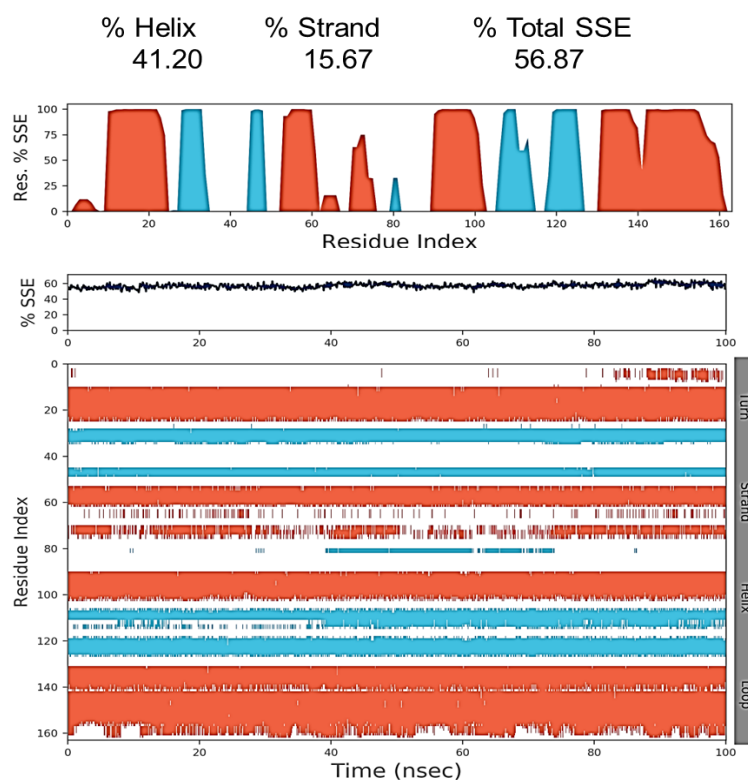 % Helix % Strand % Total SSE
41.20 15.67 56.87
Res. % SSE
100
75
50
25
0
0 20 40 60 80 100 120 140 160
Residue Index
% SSE
60
40
20
0
0 20 40 60 80 100
Residue Index
0
20
40
60
80
100
120
140
160
0 20 40 60 80 100
Time (nsec)
Turn
Strand
Helix
Loop